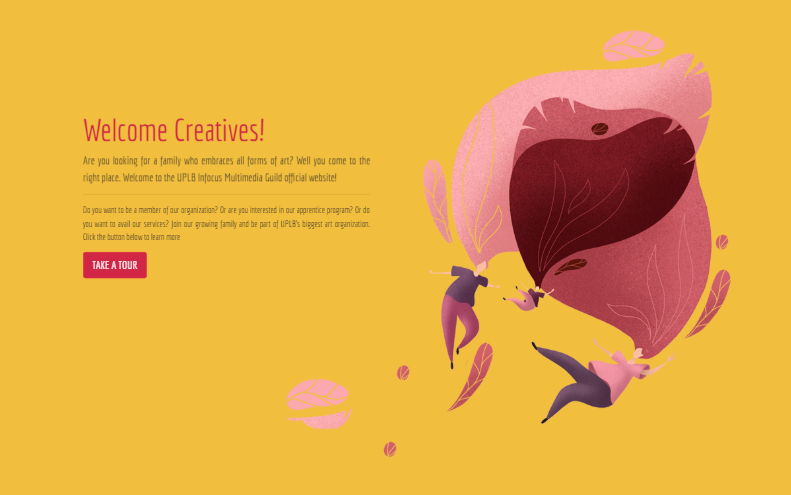 Welcome Creatives!
Are you looking for a family who embraces all forms of art? Well you come to the
right place. Welcome to the UPLB Infocus Multimedia Guild official website!
Do you want to be a member of our organization? Or are you interested in our apprentice program? Or do
you want to avail our services? Join our growing family and be part of UPLB's biggest art organization.
Click the button below to learn more
TAKE A TOUR